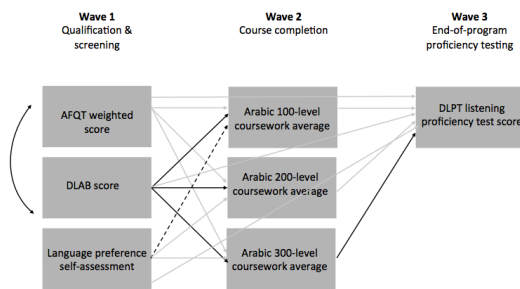 Wave 1
Qualification &
screening
Wave 2
Course completion
Wave 3
End-of-program
proficiency testing
AFQT weighted
score
Arabic 100-level
coursework average
DLPT listening
proficiency test score
DLAB score
Arabic 200-level
coursework average
Language preference
self-assessment
Arabic 300-level
coursework average